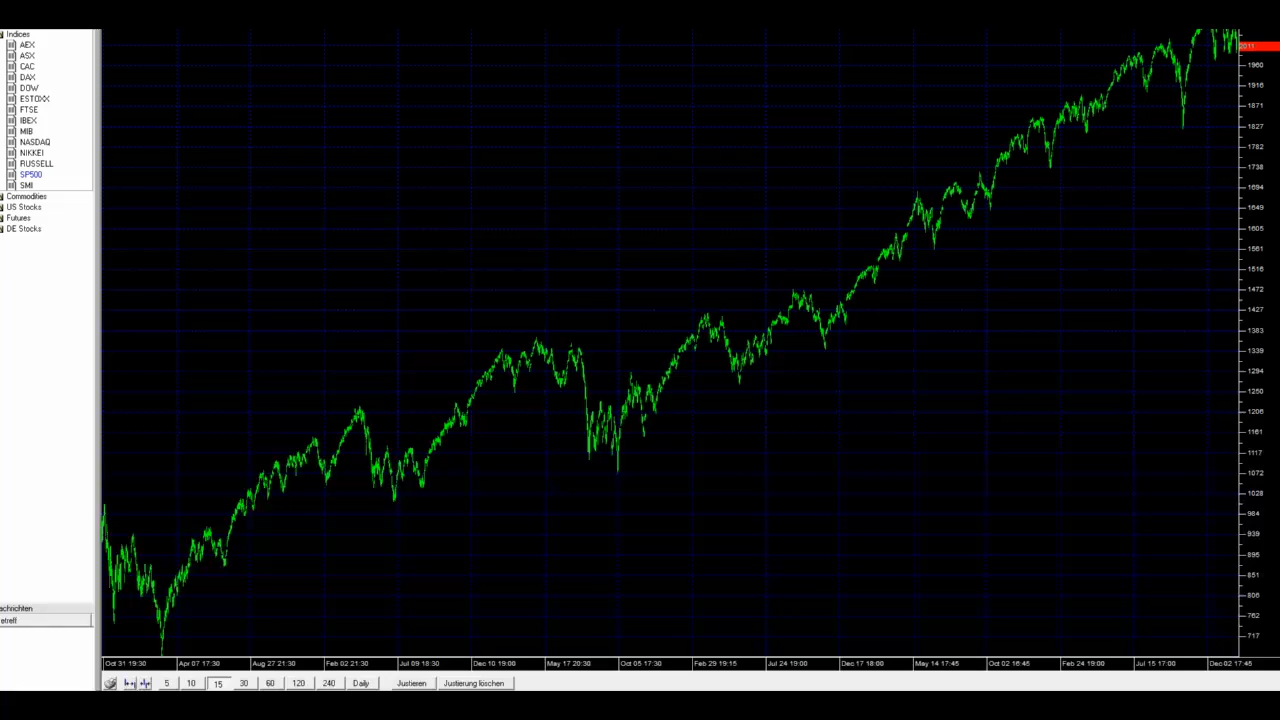 Indices
AEX
ASX
CAC
DAX
DOW
ESTOXX
FTSE
IBEX
MIB
NASDAQ
NIKKEI
RUSSELL
SP500
SMI
Commodities
US Stocks
Futures
DE Stocks
achrichten
etreff
2011
1960
1916
1871
1827
1782
1738
1694
1649
1605
1561
1516
1472
1427
1383
1339
1294
1250
1206
1161
1117
1072
1028
984
939
895
851
806
762
717
Oct 31 19:30 Apr 07 17:30 Aug 27 21:30 Feb 02 21:30 Jul 09 18:30 Dec 10 19:00 May 17 20:30 Oct 05 17:30 Feb 29 19:15 Jul 24 19:00 Dec 17 18:00 May 14 17:45 Oct 02 16:45 Feb 24 19:00 Jul 15 17:00 Dec 02 17:45
5 10 15 30 60 120 240 Daily Justieren Justierung löschen